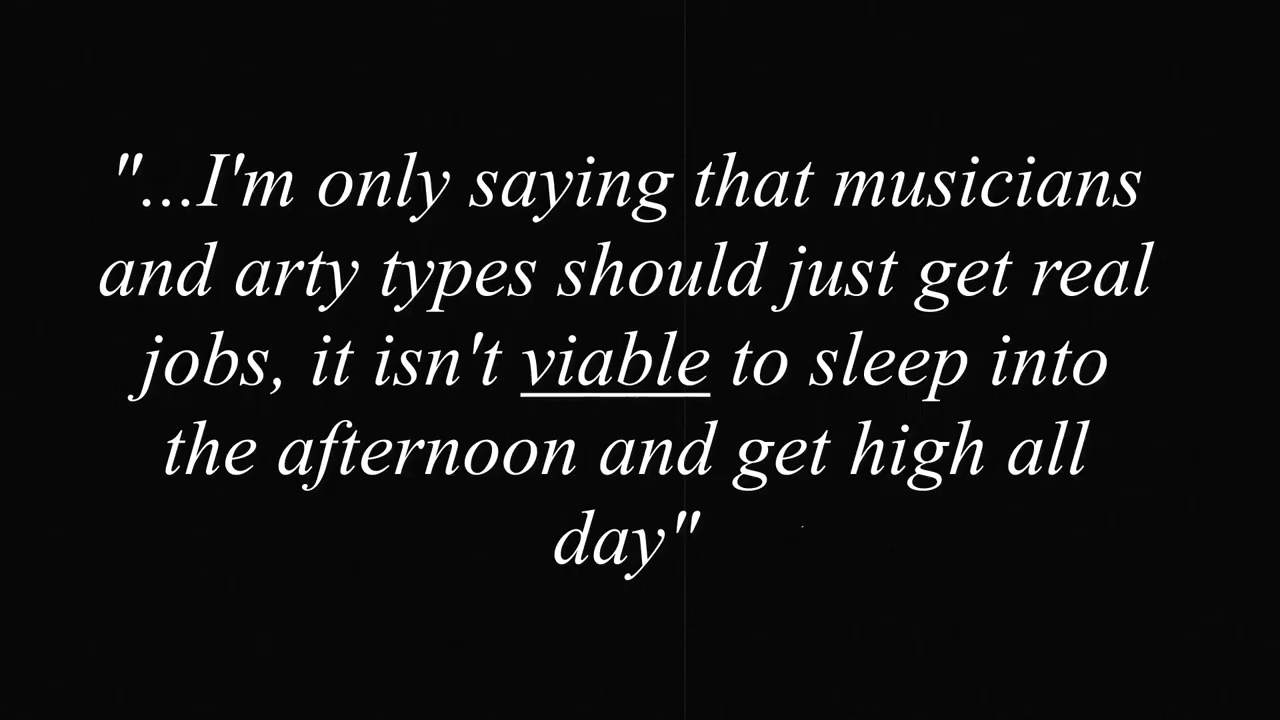 "...I'm only saying that musicians
and arty types should just get real
jobs, it isn't viable to sleep into
the afternoon and get high all
day"